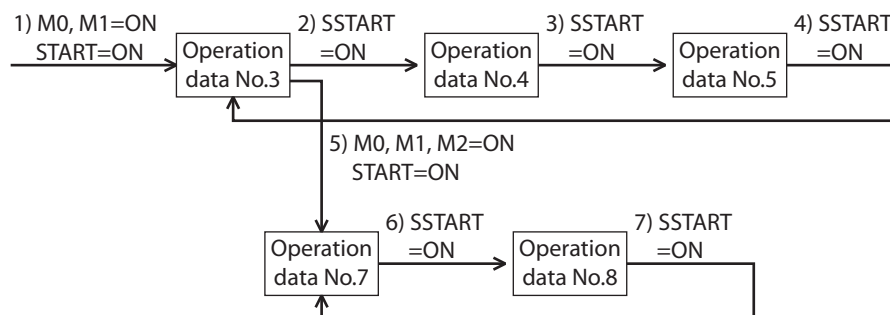 1) M0, M1=ON
START=ON
Operation
data No.3
2) SSTART
=ON
Operation
data No.4
3) SSTART
=ON
Operation
data No.5
4) SSTART
=ON
5) M0, M1, M2=ON
START=ON
Operation
data No.7
6) SSTART
=ON
Operation
data No.8
7) SSTART
=ON